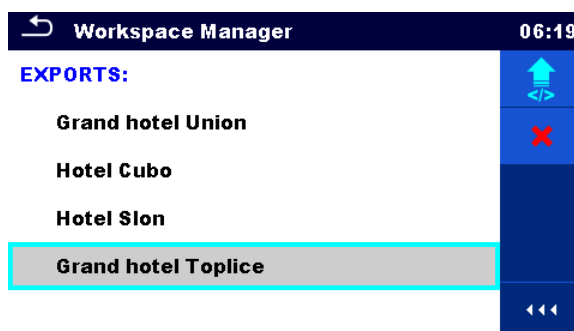 Workspace Manager 06:19
EXPORTS:
</>
Grand hotel Union
Hotel Cubo
Hotel Slon
Grand hotel Toplice